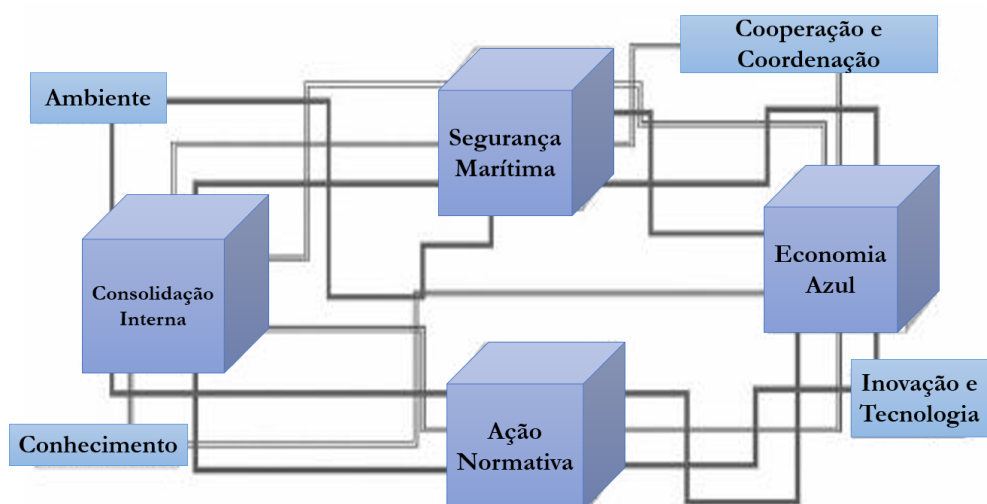 Cooperação e
Coordenação
Ambiente
Segurança
Marítima
Economia
Azul
Consolidação
Interna
Inovação e
Tecnologia
Conhecimento
Ação
Normativa